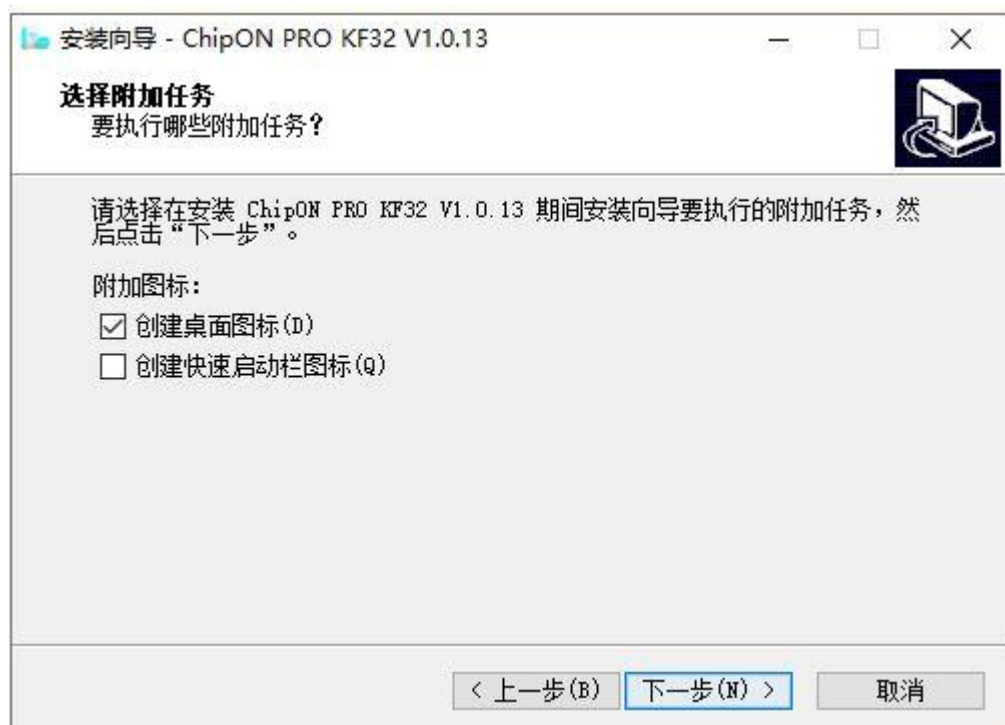 安装向导 - ChipON PRO KF32 V1.0.13
选择附加任务
要执行哪些附加任务？
请选择在安装 ChipON PRO KF32 V1.0.13 期间安装向导要执行的附加任务，然
后点击“下一步”。
附加图标：
创建桌面图标(D)
创建快速启动栏图标(Q)
< 上一步(B) 下一步(N) > 取消